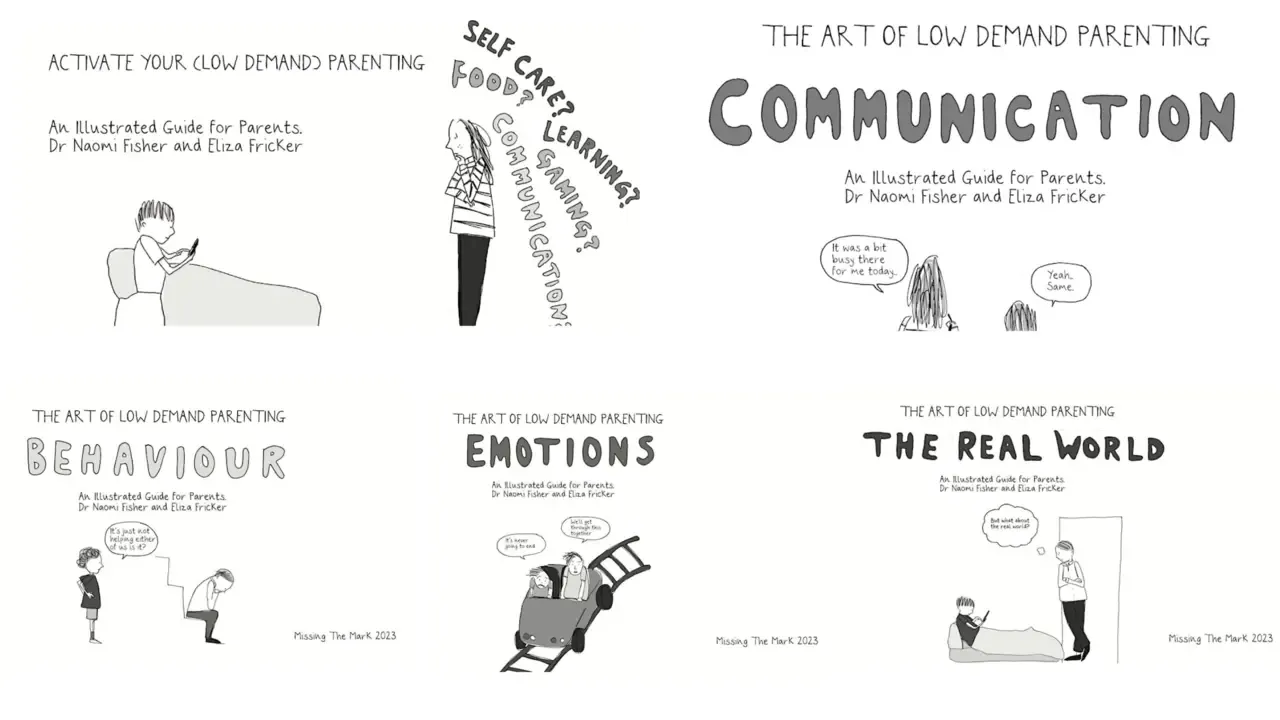 ACTIVATE YOUR (LOW DEMAND) PARENTING
An Illustrated Guide for Parents.
Dr Naomi Fisher and Eliza Fricker
SELF CARE?
FOOD?
LEARNING?
GAMING?
COMMUNICATION?
THE ART OF LOW DEMAND PARENTING
COMMUNICATION
An Illustrated Guide for Parents.
Dr Naomi Fisher and Eliza Fricker
It was a bit
busy there
for me today..
Yeah.
Same.
THE ART OF LOW DEMAND PARENTING
BEHAVIOUR
An Illustrated Guide for Parents.
Dr Naomi Fisher and Eliza Fricker
It's just not
helping either
of us is it?
Missing The Mark 2023
THE ART OF LOW DEMAND PARENTING
EMOTIONS
An Illustrated Guide for Parents.
Dr Naomi Fisher and Eliza Fricker
It's never
going to end
We'll get
through this
together
Missing The Mark 2023
THE ART OF LOW DEMAND PARENTING
THE REAL WORLD
An Illustrated Guide for Parents.
Dr Naomi Fisher and Eliza Fricker
But what about
the real world?
Missing The Mark 2023